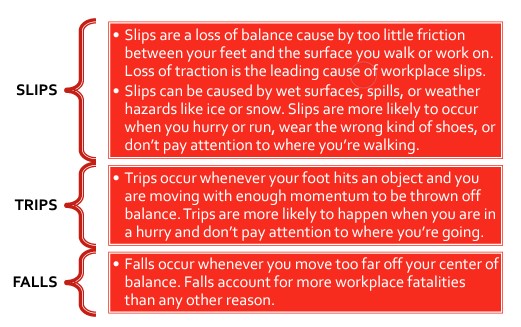 SLIPS
• Slips are a loss of balance cause by too little friction
between your feet and the surface you walk or work on.
Loss of traction is the leading cause of workplace slips.
• Slips can be caused by wet surfaces, spills, or weather
hazards like ice or snow. Slips are more likely to occur
when you hurry or run, wear the wrong kind of shoes, or
don't pay attention to where you're walking.
TRIPS
• Trips occur whenever your foot hits an object and you
are moving with enough momentum to be thrown off
balance. Trips are more likely to happen when you are in
a hurry and don't pay attention to where you're going.
FALLS
• Falls occur whenever you move too far off your center of
balance. Falls account for more workplace fatalities
than any other reason.